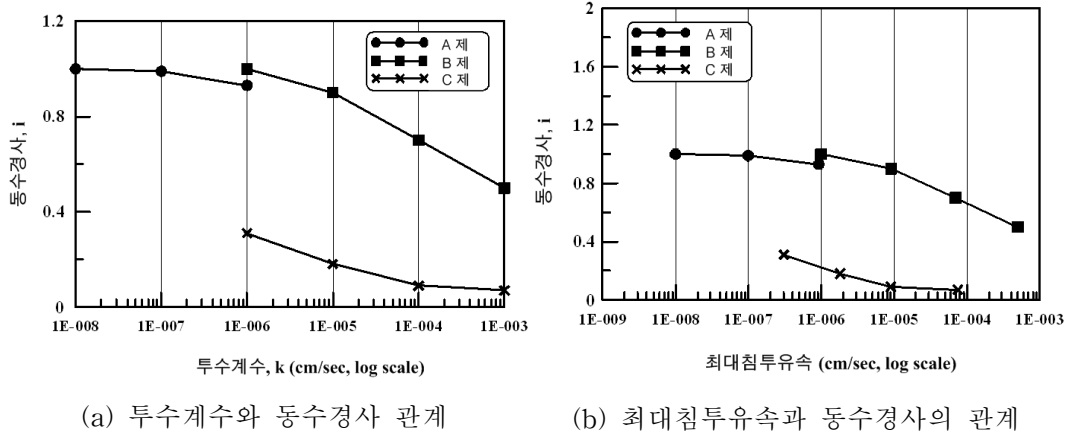 1.2
0.8
0.4
0
동수경사, i
A 제
B 제
C 제
1E-008 1E-007 1E-006 1E-005 1E-004 1E-003
투수계수, k (cm/sec, log scale)
(a) 투수계수와 동수경사 관계
2
1.6
1.2
0.8
0.4
0
동수경사, i
A 제
B 제
C 제
1E-009 1E-008 1E-007 1E-006 1E-005 1E-004 1E-003
최대침투유속 (cm/sec, log scale)
(b) 최대침투유속과 동수경사의 관계